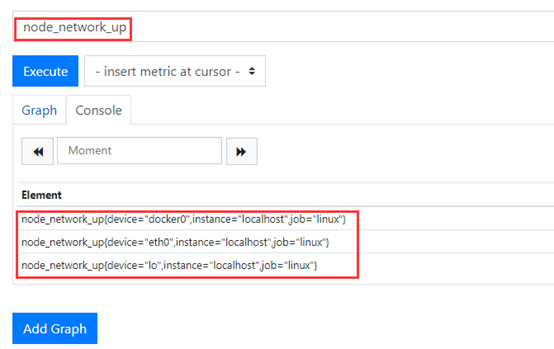 node_network_up
Execute
- insert metric at cursor -
Graph
Console
Moment
Element
node_network_up{device="docker0",instance="localhost",job="linux"}
node_network_up{device="eth0",instance="localhost",job="linux"}
node_network_up{device="lo",instance="localhost",job="linux"}
Add Graph